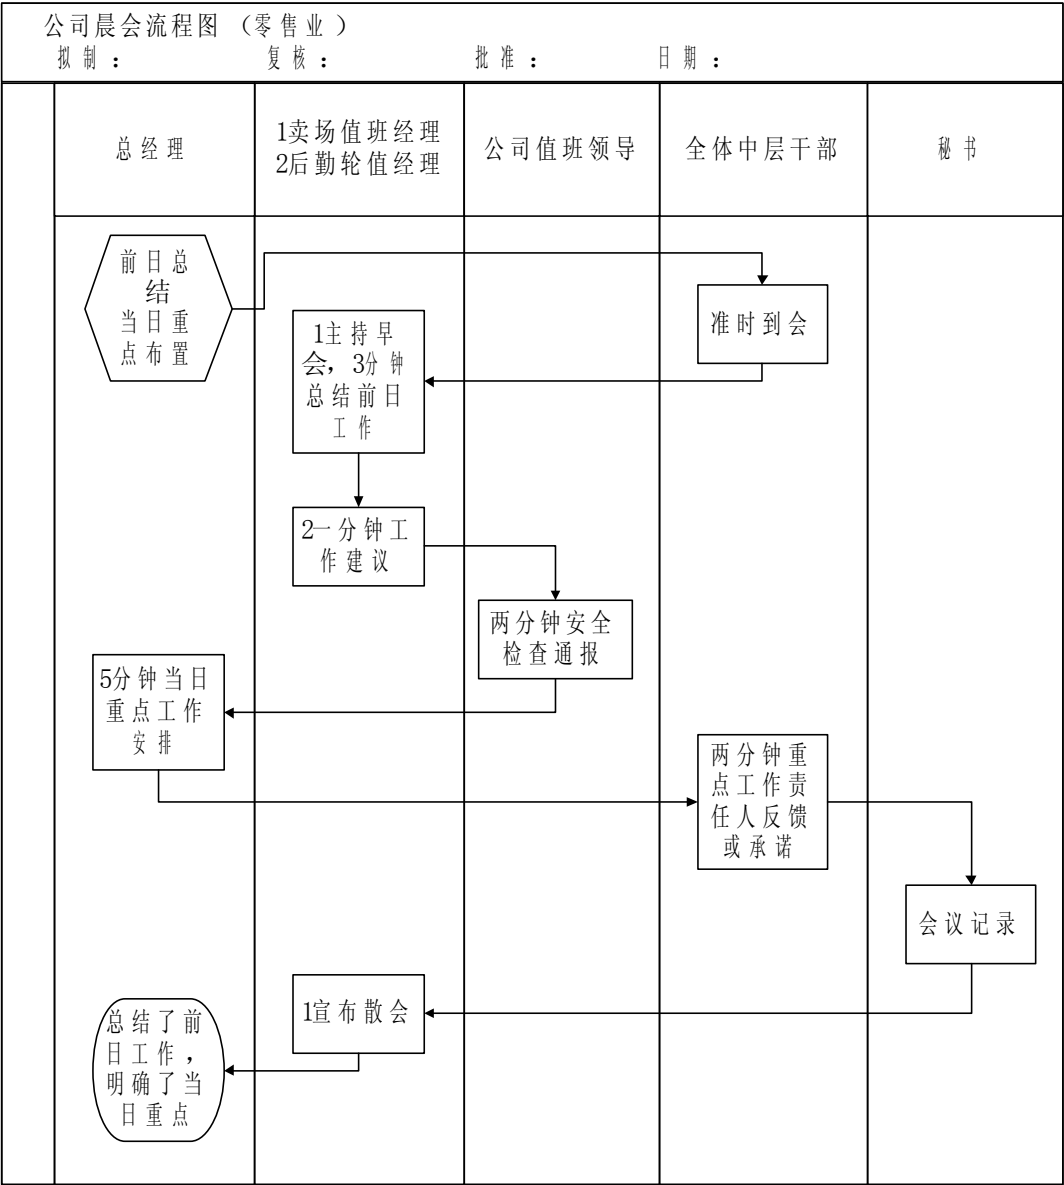 公司晨会流程图（零售业）
拟制： 复核： 批准： 日期：
总经理
1卖场值班经理
2后勤轮值经理
公司值班领导
全体中层干部
秘书
前日总
结
当日重
点布置
准时到会
1主持早
会，3分钟
总结前日
工作
2一分钟工
作建议
两分钟安全
检查通报
5分钟当日
重点工作
安排
两分钟重
点工作责
任人反馈
或承诺
会议记录
1宣布散会
总结了前
日工作，
明确了当
日重点